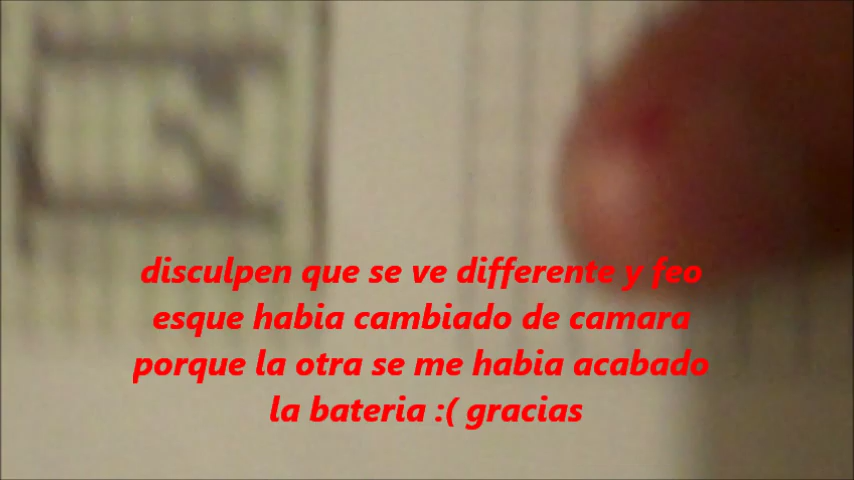 disculpen que se ve differente y feo
esque habia cambiado de camara
porque la otra se me habia acabado
la bateria :( gracias